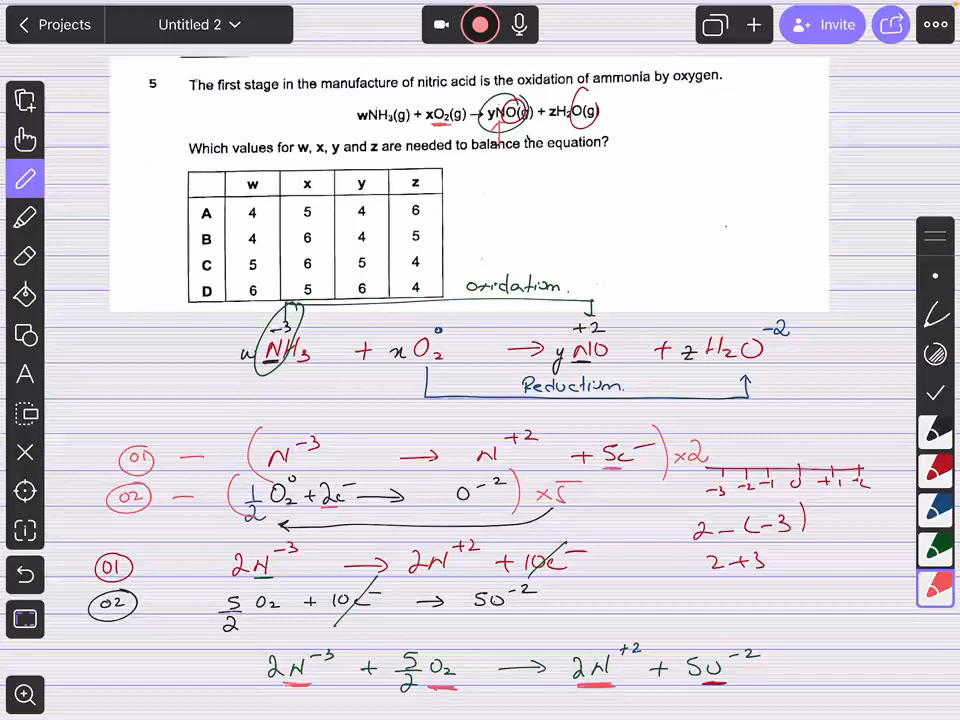 Projects
Untitled 2
Invite
5 The first stage in the manufacture of nitric acid is the oxidation of ammonia by oxygen.
wNH₃(g) + xO₂(g) → yNO(g) + zH₂O(g)
Which values for w, x, y and z are needed to balance the equation?
w x y z
A 4 5 4 6
B 4 6 4 5
C 5 6 5 4
D 6 5 6 4
oxidation.
-3 0 +2 -2
w NH₃ + x O₂ → y NO + z H₂O
Reduction.
01 – ( N⁻³ → N⁺² + 5e⁻ ) ×2
02 – ( 1/2 O₂⁰ + 2e⁻ → O⁻² ) ×5
-3 -2 -1 0 +1 +2
2 – (-3)
2 + 3
01 2N⁻³ → 2N⁺² + 10e⁻
02 5/2 O₂ + 10e⁻ → 5O⁻²
2N⁻³ + 5/2 O₂ → 2N⁺² + 5O⁻²